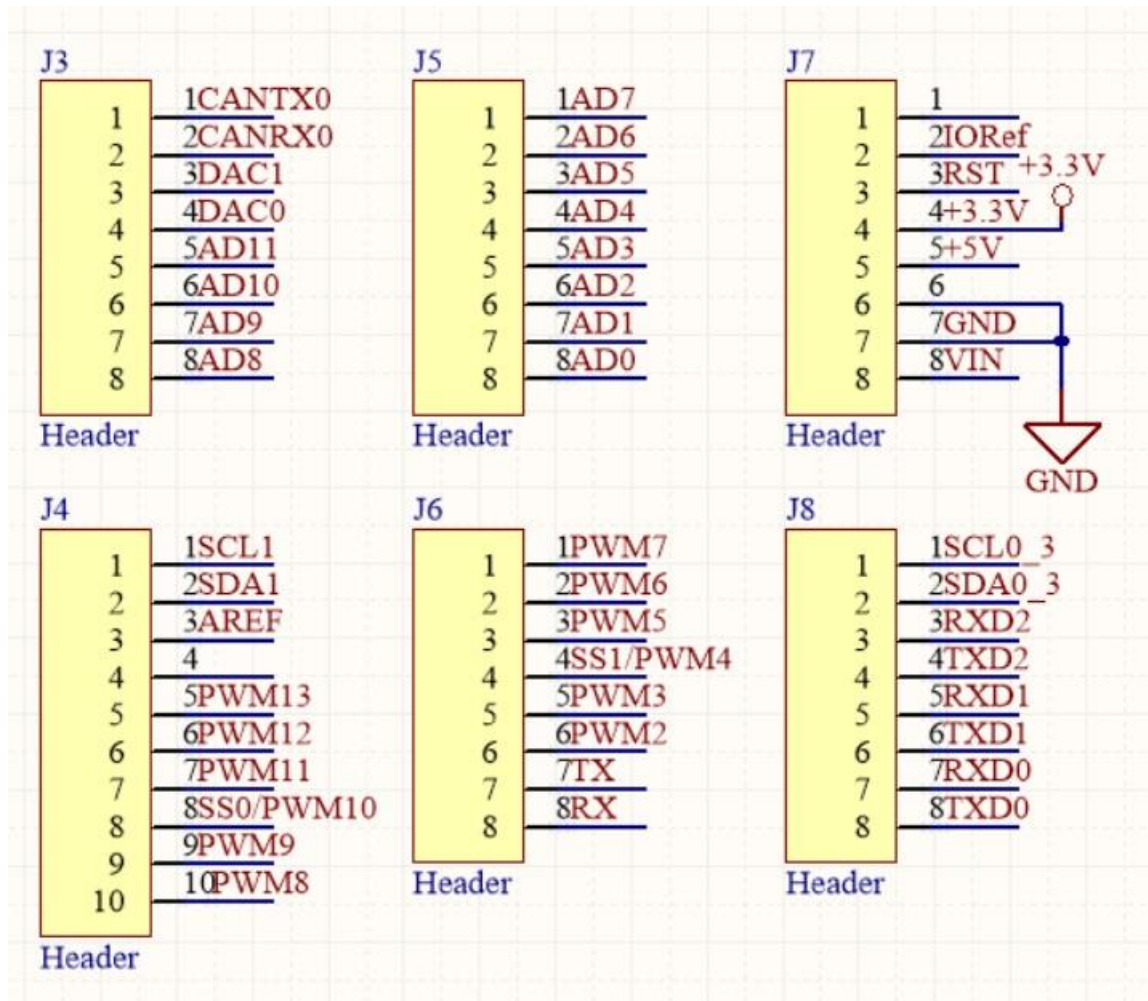 J3
1 1CANTX0
2 2CANRX0
3 3DAC1
4 4DAC0
5 5AD11
6 6AD10
7 7AD9
8 8AD8
Header
J5
1 1AD7
2 2AD6
3 3AD5
4 4AD4
5 5AD3
6 6AD2
7 7AD1
8 8AD0
Header
J7
1 1
2 2IORef
3 3RST +3.3V
4 4+3.3V
5 5+5V
6 6
7 7GND
8 8VIN
Header
GND
J4
1 1SCL1
2 2SDA1
3 3AREF
4 4
5 5PWM13
6 6PWM12
7 7PWM11
8 8SS0/PWM10
9 9PWM9
10 10PWM8
Header
J6
1 1PWM7
2 2PWM6
3 3PWM5
4 4SS1/PWM4
5 5PWM3
6 6PWM2
7 7TX
8 8RX
Header
J8
1 1SCL0_3
2 2SDA0_3
3 3RXD2
4 4TXD2
5 5RXD1
6 6TXD1
7 7RXD0
8 8TXD0
Header